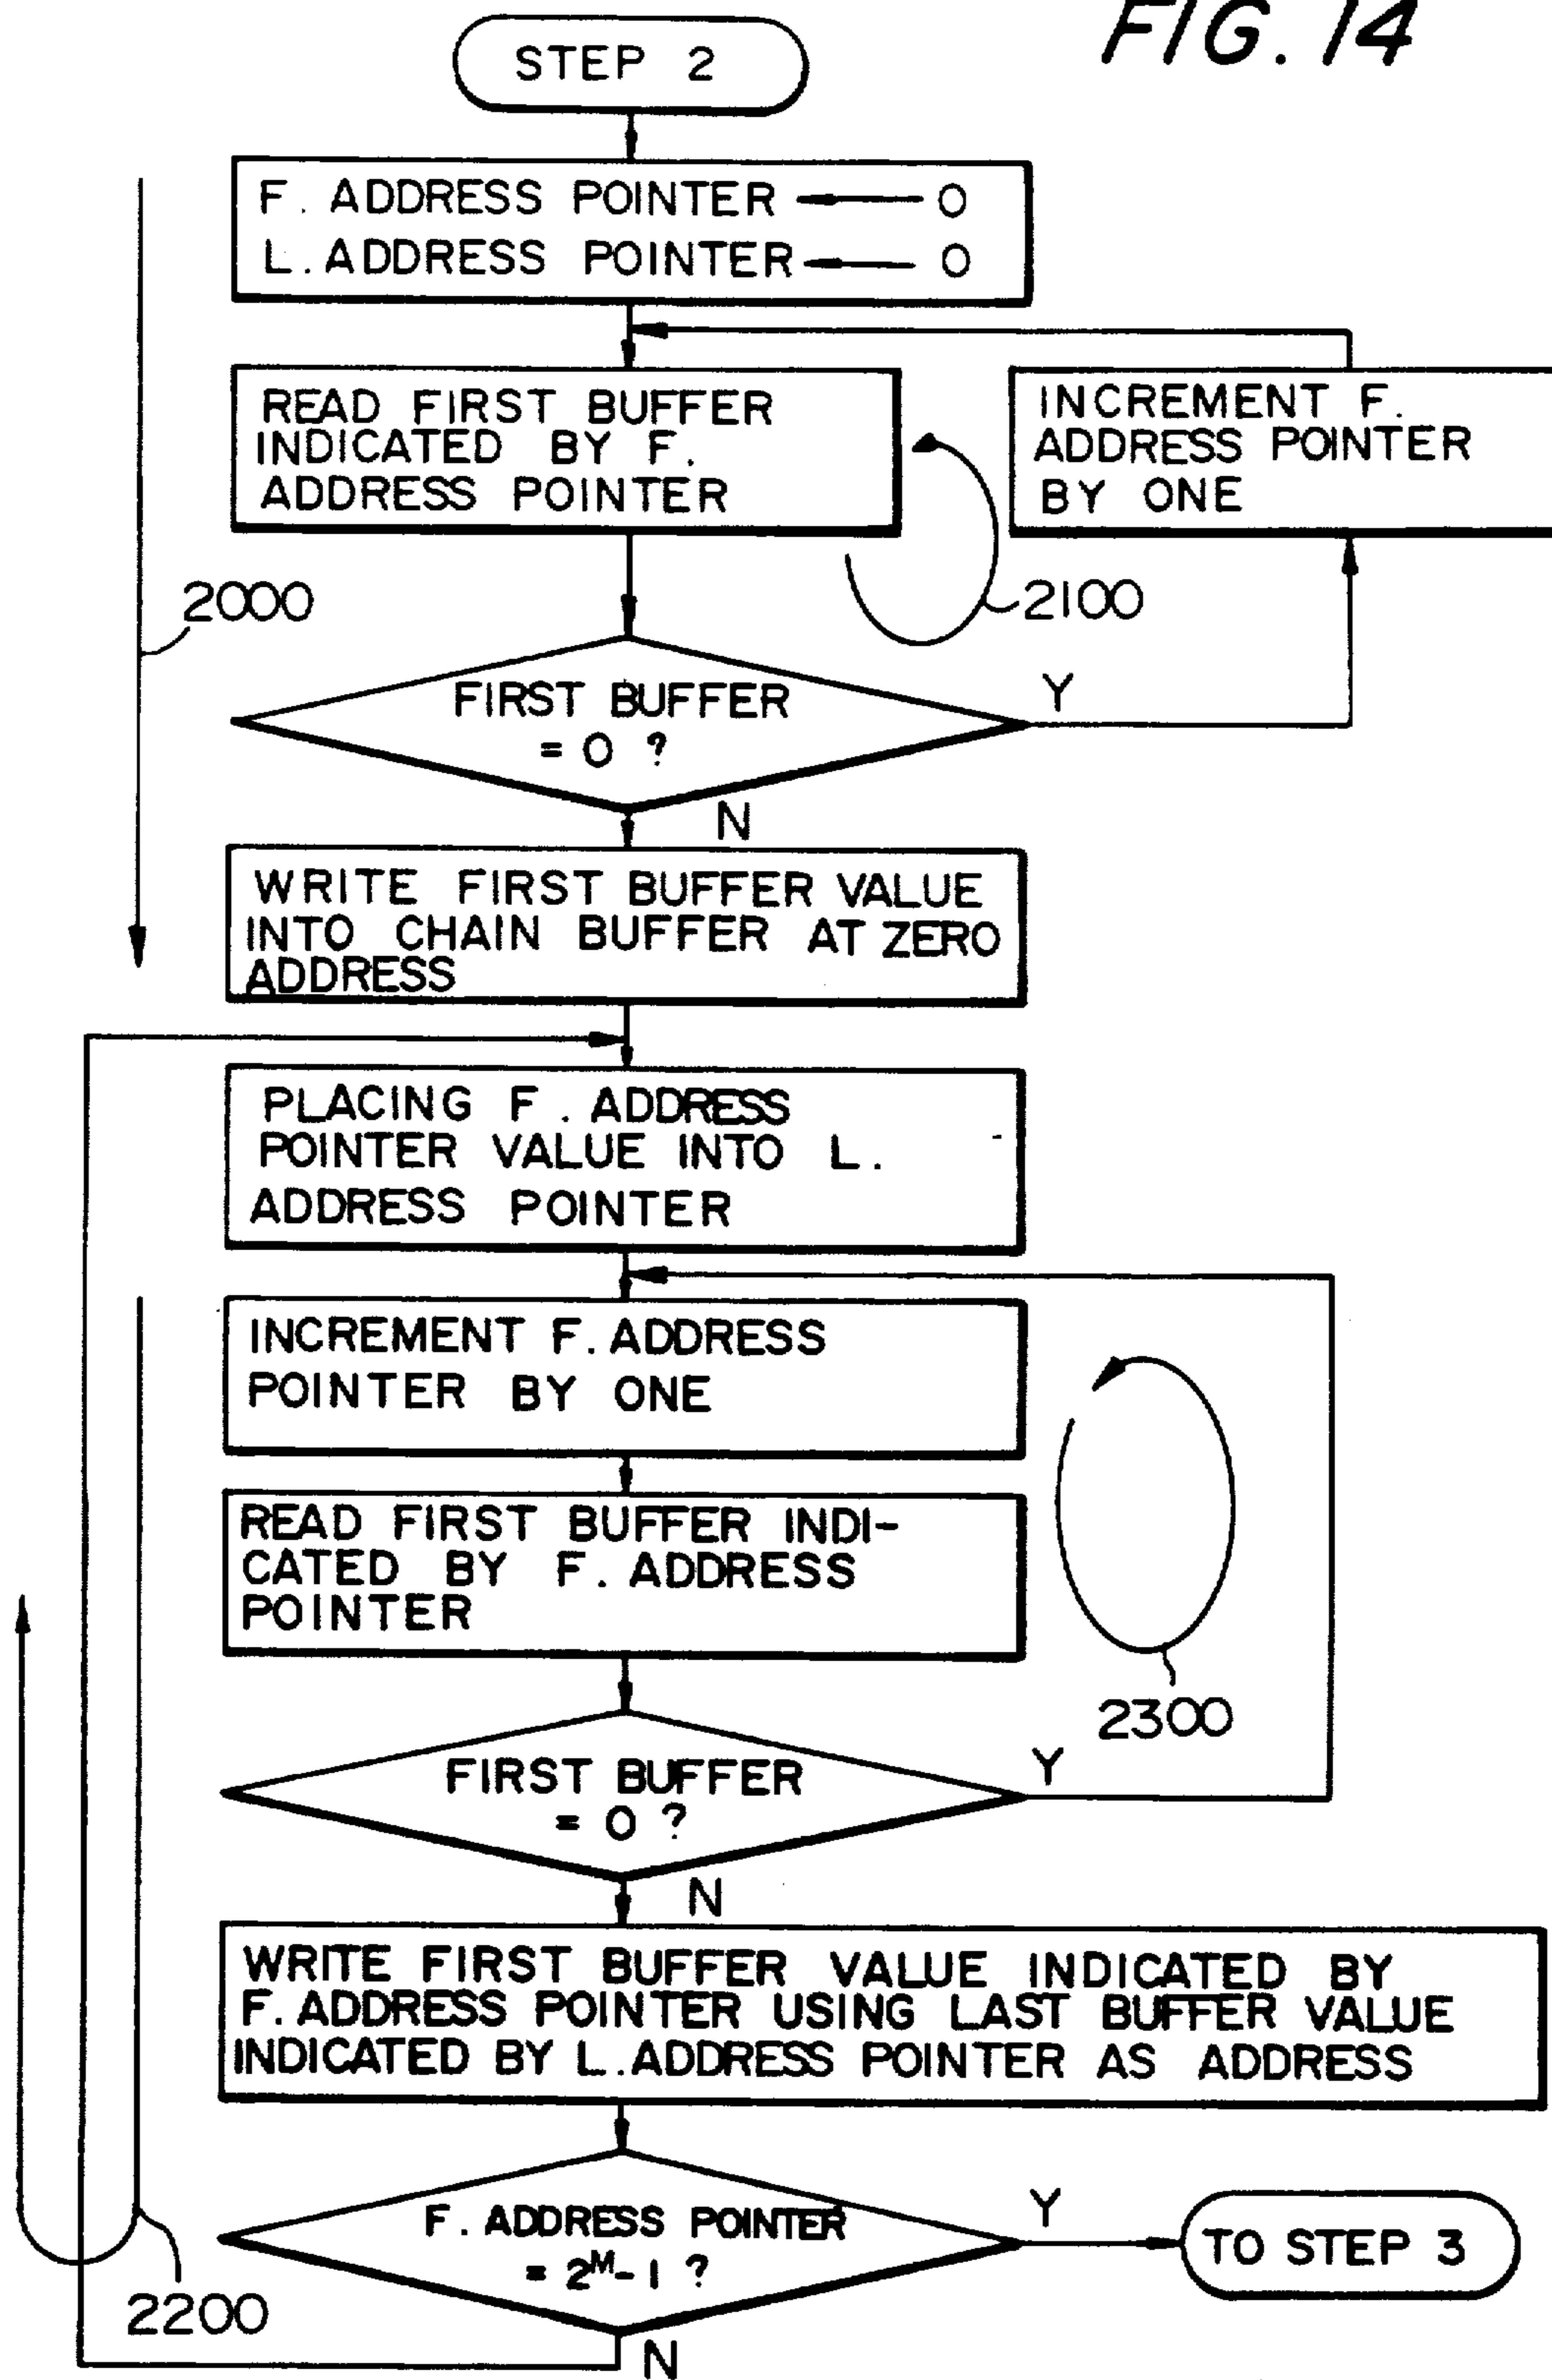 FIG. 14
STEP 2
F. ADDRESS POINTER ← 0
L. ADDRESS POINTER ← 0
READ FIRST BUFFER
INDICATED BY F.
ADDRESS POINTER
INCREMENT F.
ADDRESS POINTER
BY ONE
2000
2100
FIRST BUFFER
= 0 ?
Y
N
WRITE FIRST BUFFER VALUE
INTO CHAIN BUFFER AT ZERO
ADDRESS
PLACING F. ADDRESS
POINTER VALUE INTO L.
ADDRESS POINTER
INCREMENT F. ADDRESS
POINTER BY ONE
READ FIRST BUFFER INDI-
CATED BY F. ADDRESS
POINTER
2300
FIRST BUFFER
= 0 ?
Y
N
WRITE FIRST BUFFER VALUE INDICATED BY
F. ADDRESS POINTER USING LAST BUFFER VALUE
INDICATED BY L. ADDRESS POINTER AS ADDRESS
F. ADDRESS POINTER
= 2^M - 1 ?
Y
TO STEP 3
2200
N